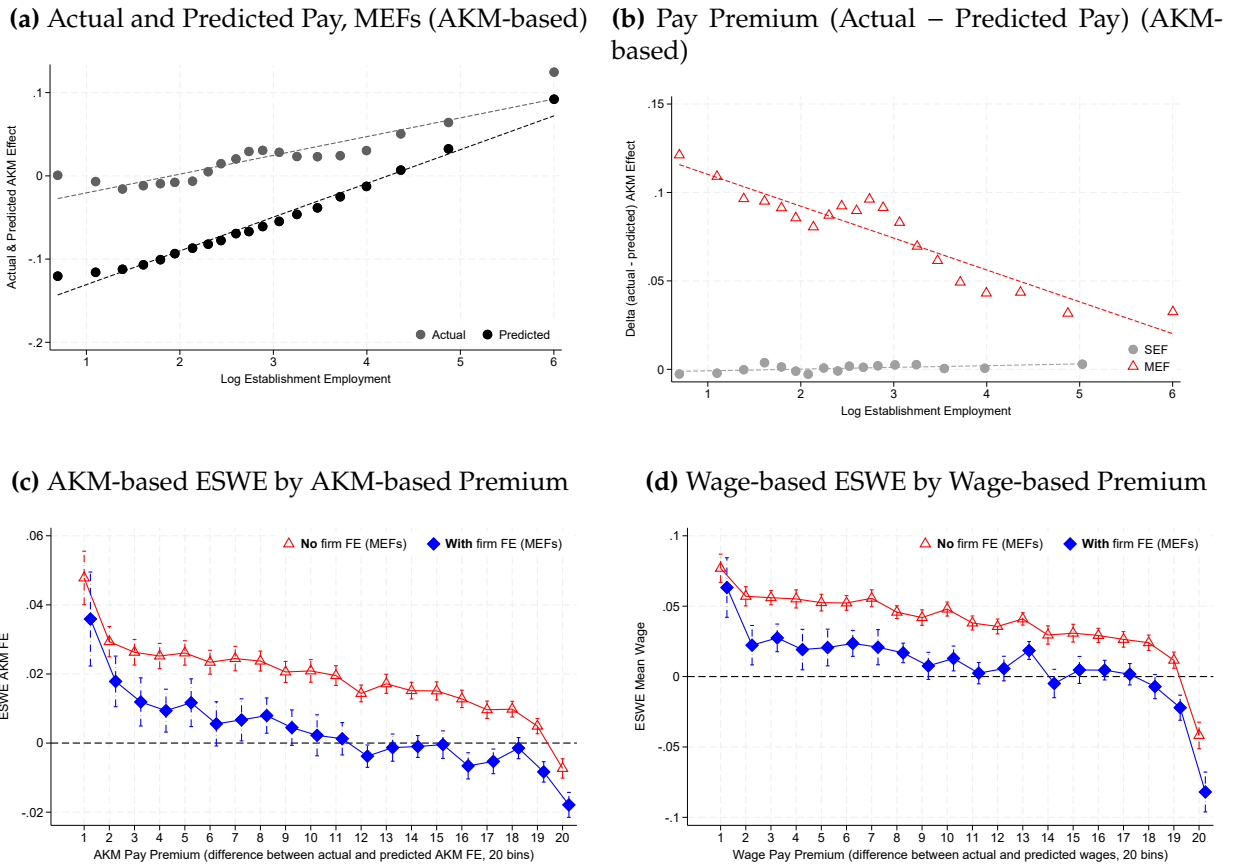 (a) Actual and Predicted Pay, MEFs (AKM-based)
.1
0
-.1
-.2
Actual & Predicted AKM Effect
Actual
Predicted
1 2 3 4 5 6
Log Establishment Employment
(b) Pay Premium (Actual − Predicted Pay) (AKM-
based)
.15
.1
.05
0
Delta (actual - predicted) AKM Effect
SEF
MEF
1 2 3 4 5 6
Log Establishment Employment
(c) AKM-based ESWE by AKM-based Premium
.06
.04
.02
0
-.02
ESWE AKM FE
No firm FE (MEFs)
With firm FE (MEFs)
1 2 3 4 5 6 7 8 9 10 11 12 13 14 15 16 17 18 19 20
AKM Pay Premium (difference between actual and predicted AKM FE, 20 bins)
(d) Wage-based ESWE by Wage-based Premium
.1
.05
0
-.05
-.1
ESWE Mean Wage
No firm FE (MEFs)
With firm FE (MEFs)
1 2 3 4 5 6 7 8 9 10 11 12 13 14 15 16 17 18 19 20
Wage Pay Premium (difference between actual and predicted wages, 20 bins)